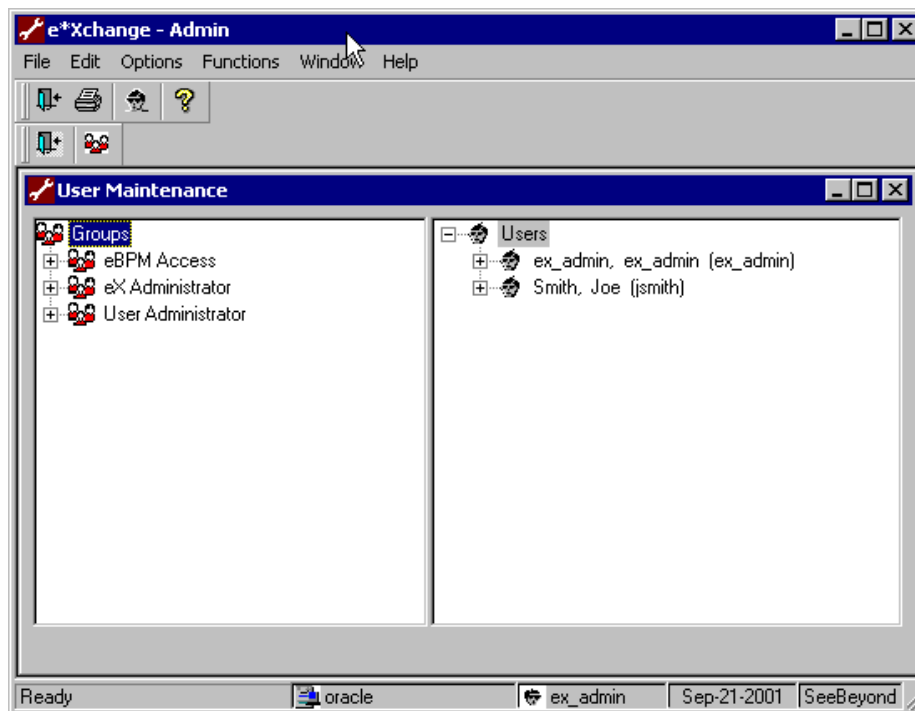 e*Xchange - Admin
File Edit Options Functions Window Help
User Maintenance
Groups
eBPM Access
eX Administrator
User Administrator
Users
ex_admin, ex_admin (ex_admin)
Smith, Joe (jsmith)
Ready oracle ex_admin Sep-21-2001 SeeBeyond